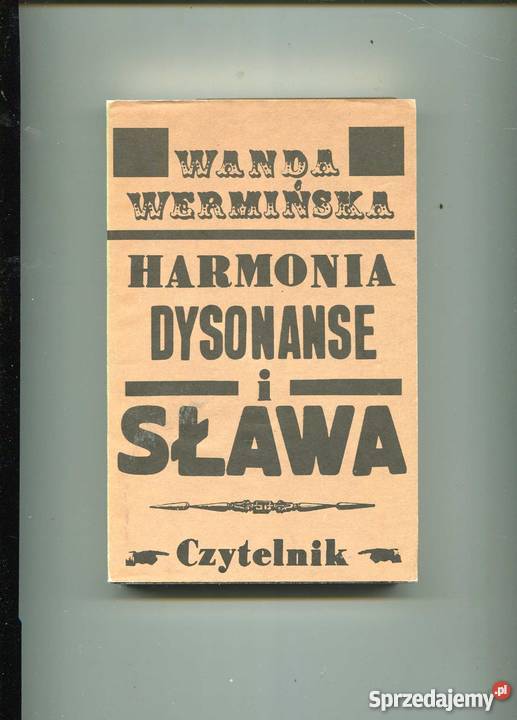 WANDA
WERMIŃSKA
HARMONIA
DYSONANSE
i
SŁAWA
Czytelnik
Sprzedajemy.pl